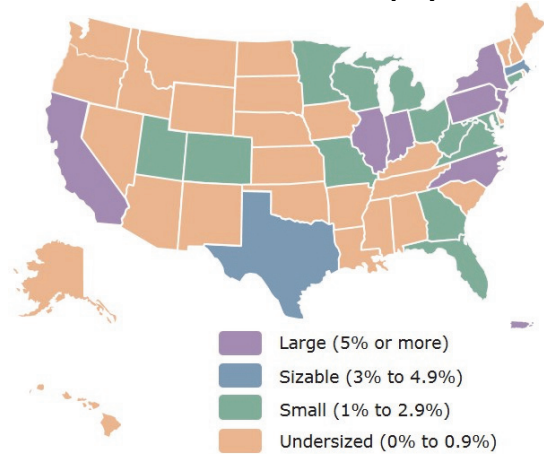 Large (5% or more)
Sizable (3% to 4.9%)
Small (1% to 2.9%)
Undersized (0% to 0.9%)